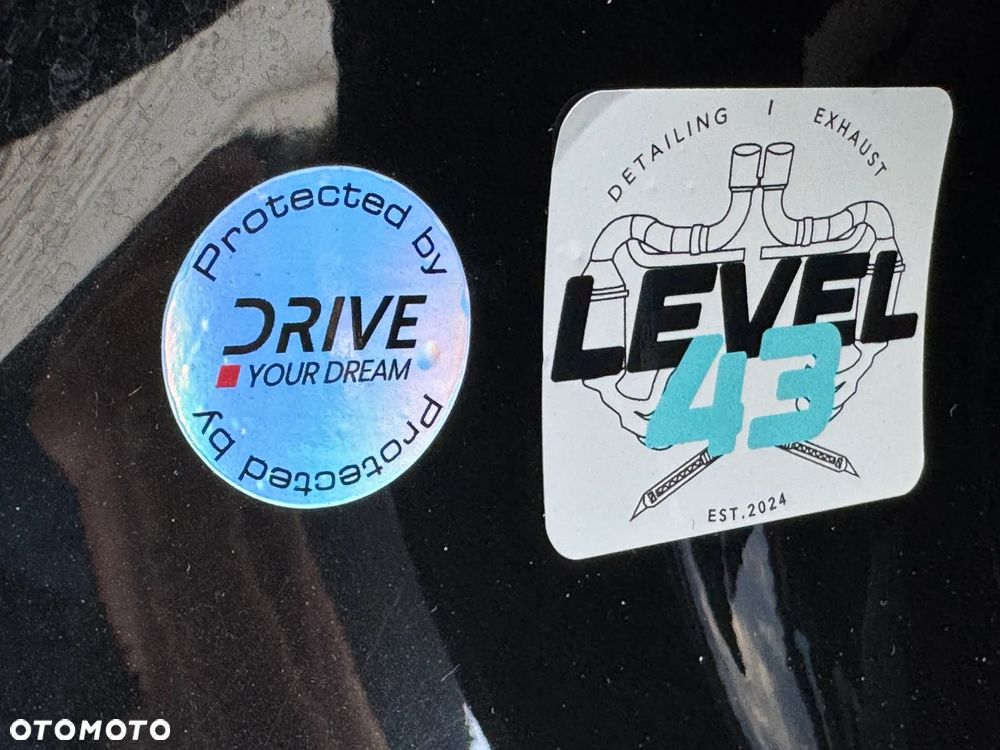 Protected by
DRIVE
YOUR DREAM
Protected by
DETAILING | EXHAUST
LEVEL
43
EST.2024
OTOMOTO